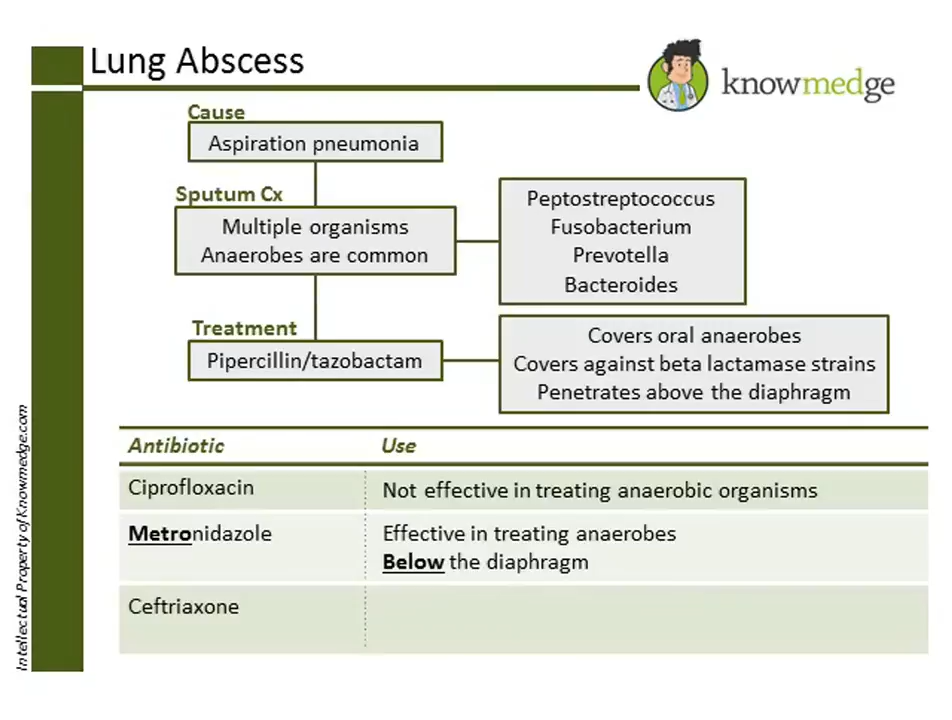 Lung Abscess
knowmedge
Cause
Aspiration pneumonia
Sputum Cx
Multiple organisms
Anaerobes are common
Peptostreptococcus
Fusobacterium
Prevotella
Bacteroides
Treatment
Pipercillin/tazobactam
Covers oral anaerobes
Covers against beta lactamase strains
Penetrates above the diaphragm
Antibiotic Use
Ciprofloxacin Not effective in treating anaerobic organisms
Metronidazole Effective in treating anaerobes
Below the diaphragm
Ceftriaxone
Intellectual Property of Knowmedge.com